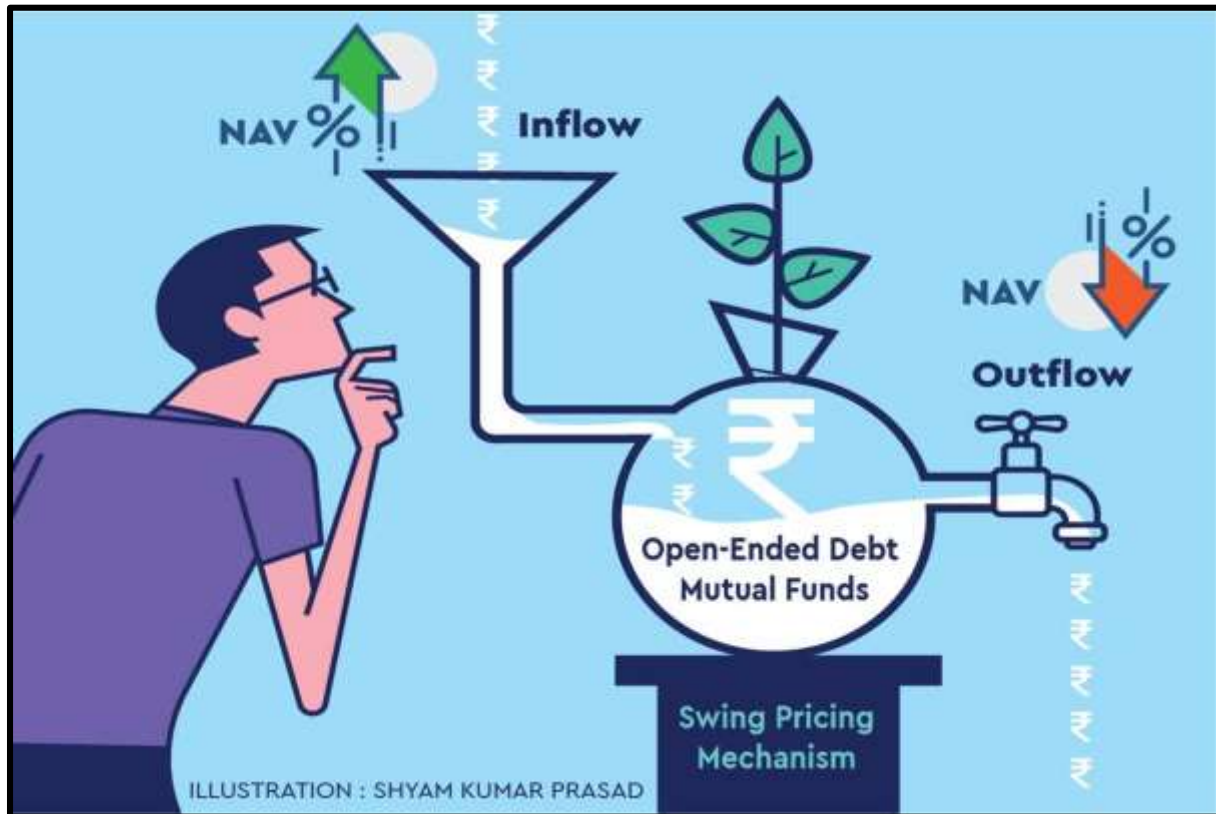 ₹
₹
₹
₹
₹
NAV %
Inflow
%
NAV
Outflow
₹
₹
₹
Open-Ended Debt
Mutual Funds
₹
₹
₹
₹
₹
Swing Pricing
Mechanism
ILLUSTRATION : SHYAM KUMAR PRASAD